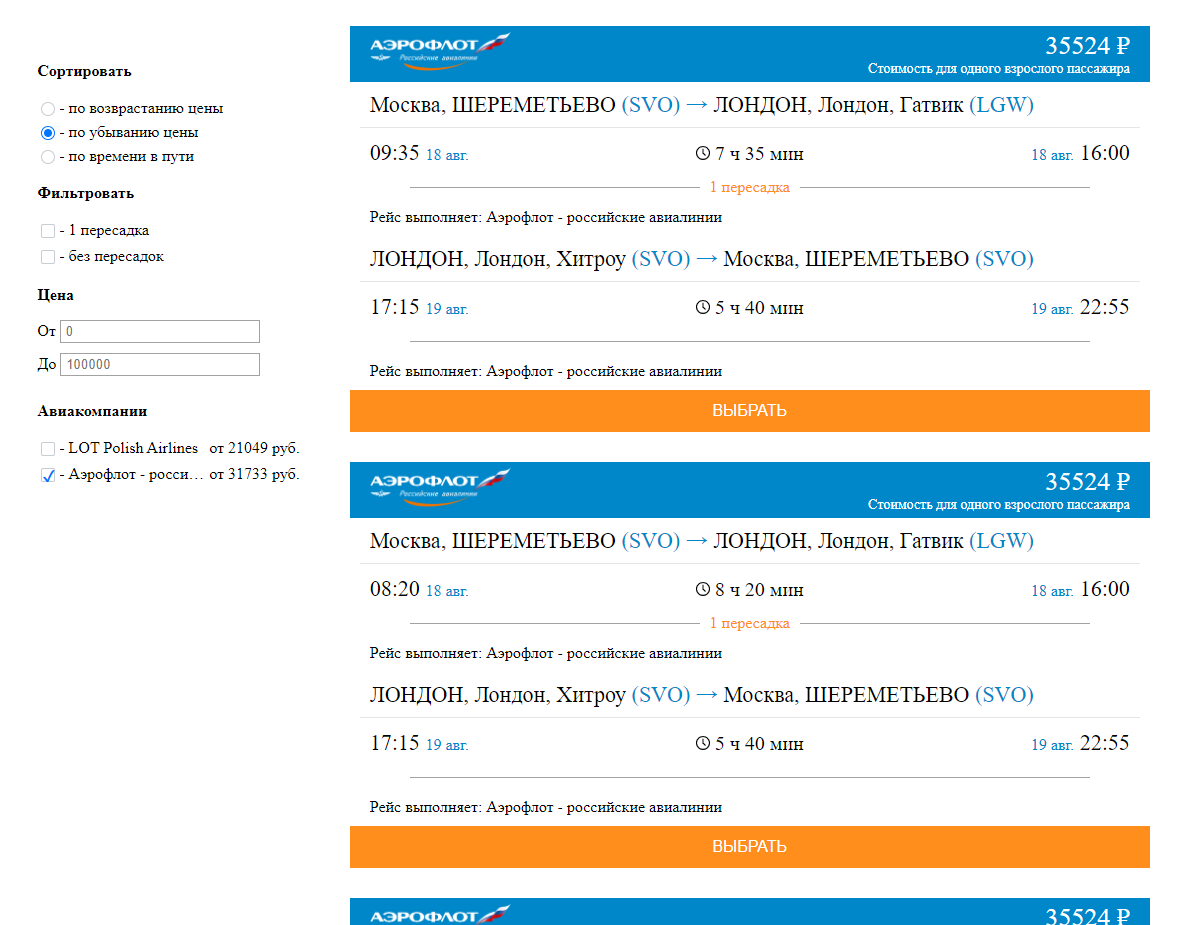 Сортировать
- по возврастанию цены
- по убыванию цены
- по времени в пути
Фильтровать
- 1 пересадка
- без пересадок
Цена
От 0
До 100000
Авиакомпании
- LOT Polish Airlines от 21049 руб.
- Аэрофлот - росси… от 31733 руб.
АЭРОФЛОТ
Российские авиалинии
35524 ₽
Стоимость для одного взрослого пассажира
Москва, ШЕРЕМЕТЬЕВО (SVO) → ЛОНДОН, Лондон, Гатвик (LGW)
09:35 18 авг. 7 ч 35 мин 18 авг. 16:00
1 пересадка
Рейс выполняет: Аэрофлот - российские авиалинии
ЛОНДОН, Лондон, Хитроу (SVO) → Москва, ШЕРЕМЕТЬЕВО (SVO)
17:15 19 авг. 5 ч 40 мин 19 авг. 22:55
Рейс выполняет: Аэрофлот - российские авиалинии
ВЫБРАТЬ
АЭРОФЛОТ
Российские авиалинии
35524 ₽
Стоимость для одного взрослого пассажира
Москва, ШЕРЕМЕТЬЕВО (SVO) → ЛОНДОН, Лондон, Гатвик (LGW)
08:20 18 авг. 8 ч 20 мин 18 авг. 16:00
1 пересадка
Рейс выполняет: Аэрофлот - российские авиалинии
ЛОНДОН, Лондон, Хитроу (SVO) → Москва, ШЕРЕМЕТЬЕВО (SVO)
17:15 19 авг. 5 ч 40 мин 19 авг. 22:55
Рейс выполняет: Аэрофлот - российские авиалинии
ВЫБРАТЬ
АЭРОФЛОТ
35524 ₽